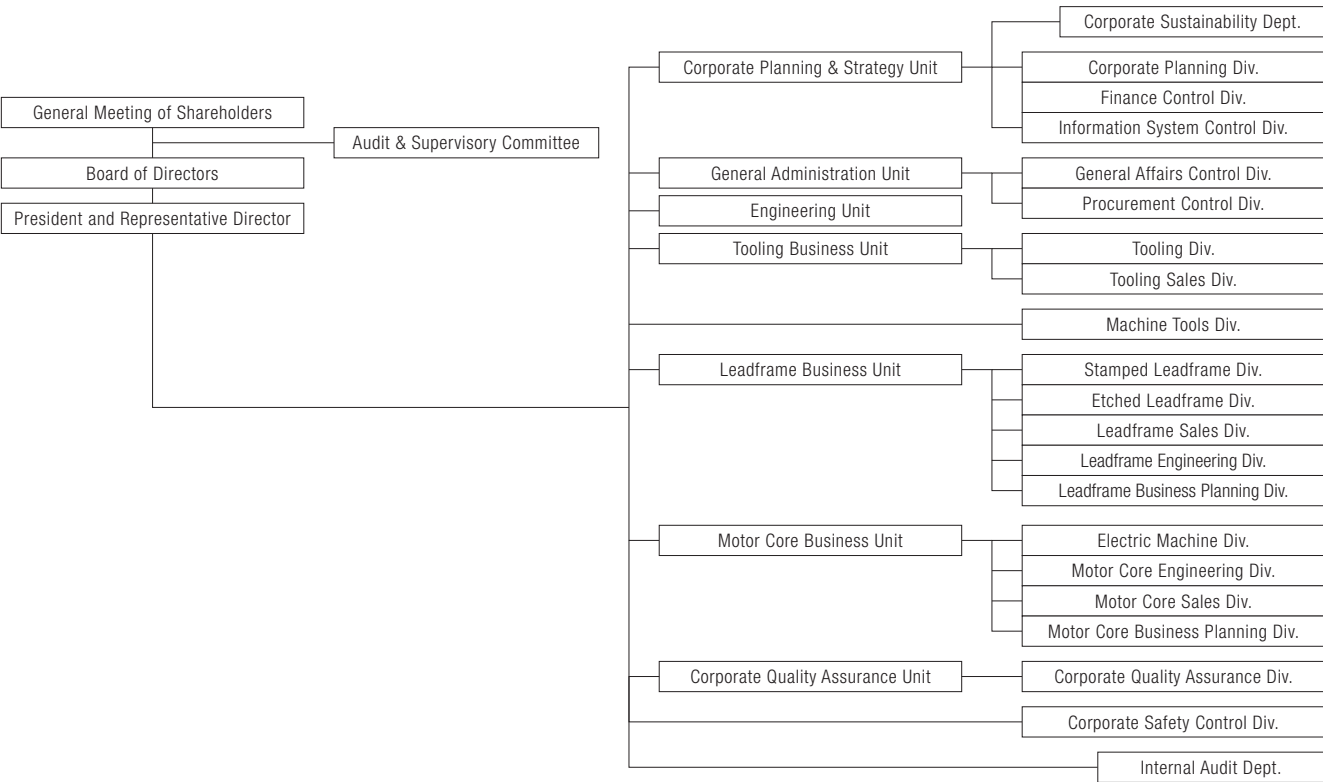 General Meeting of Shareholders
Audit & Supervisory Committee
Board of Directors
President and Representative Director
Corporate Planning & Strategy Unit
Corporate Sustainability Dept.
Corporate Planning Div.
Finance Control Div.
Information System Control Div.
General Administration Unit
General Affairs Control Div.
Procurement Control Div.
Engineering Unit
Tooling Business Unit
Tooling Div.
Tooling Sales Div.
Machine Tools Div.
Leadframe Business Unit
Stamped Leadframe Div.
Etched Leadframe Div.
Leadframe Sales Div.
Leadframe Engineering Div.
Leadframe Business Planning Div.
Motor Core Business Unit
Electric Machine Div.
Motor Core Engineering Div.
Motor Core Sales Div.
Motor Core Business Planning Div.
Corporate Quality Assurance Unit
Corporate Quality Assurance Div.
Corporate Safety Control Div.
Internal Audit Dept.